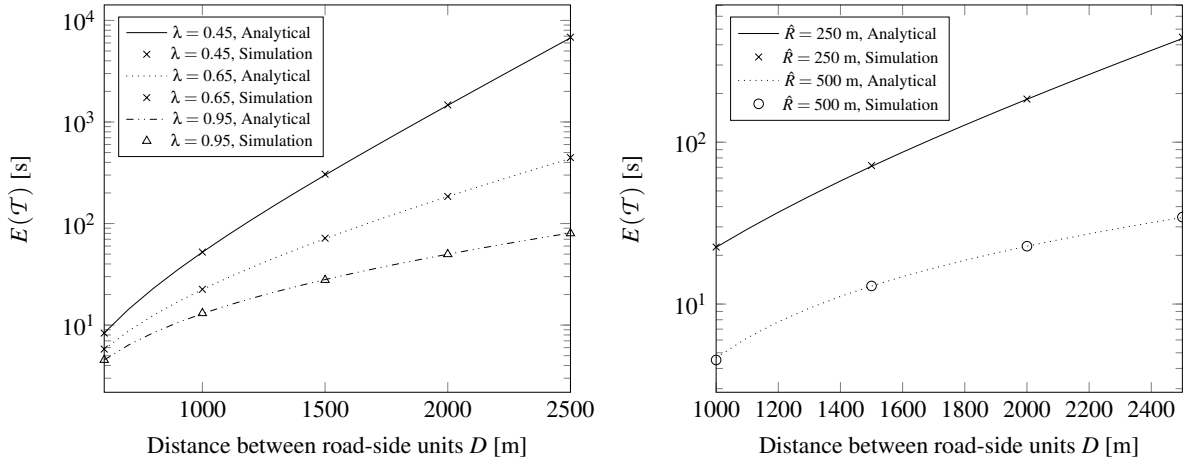 10^4
10^3
10^2
10^1
E(𝒯) [s]
λ = 0.45, Analytical
λ = 0.45, Simulation
λ = 0.65, Analytical
λ = 0.65, Simulation
λ = 0.95, Analytical
λ = 0.95, Simulation
1000 1500 2000 2500
Distance between road-side units D [m]
10^2
10^1
E(𝒯) [s]
R̂ = 250 m, Analytical
R̂ = 250 m, Simulation
R̂ = 500 m, Analytical
R̂ = 500 m, Simulation
1000 1200 1400 1600 1800 2000 2200 2400
Distance between road-side units D [m]